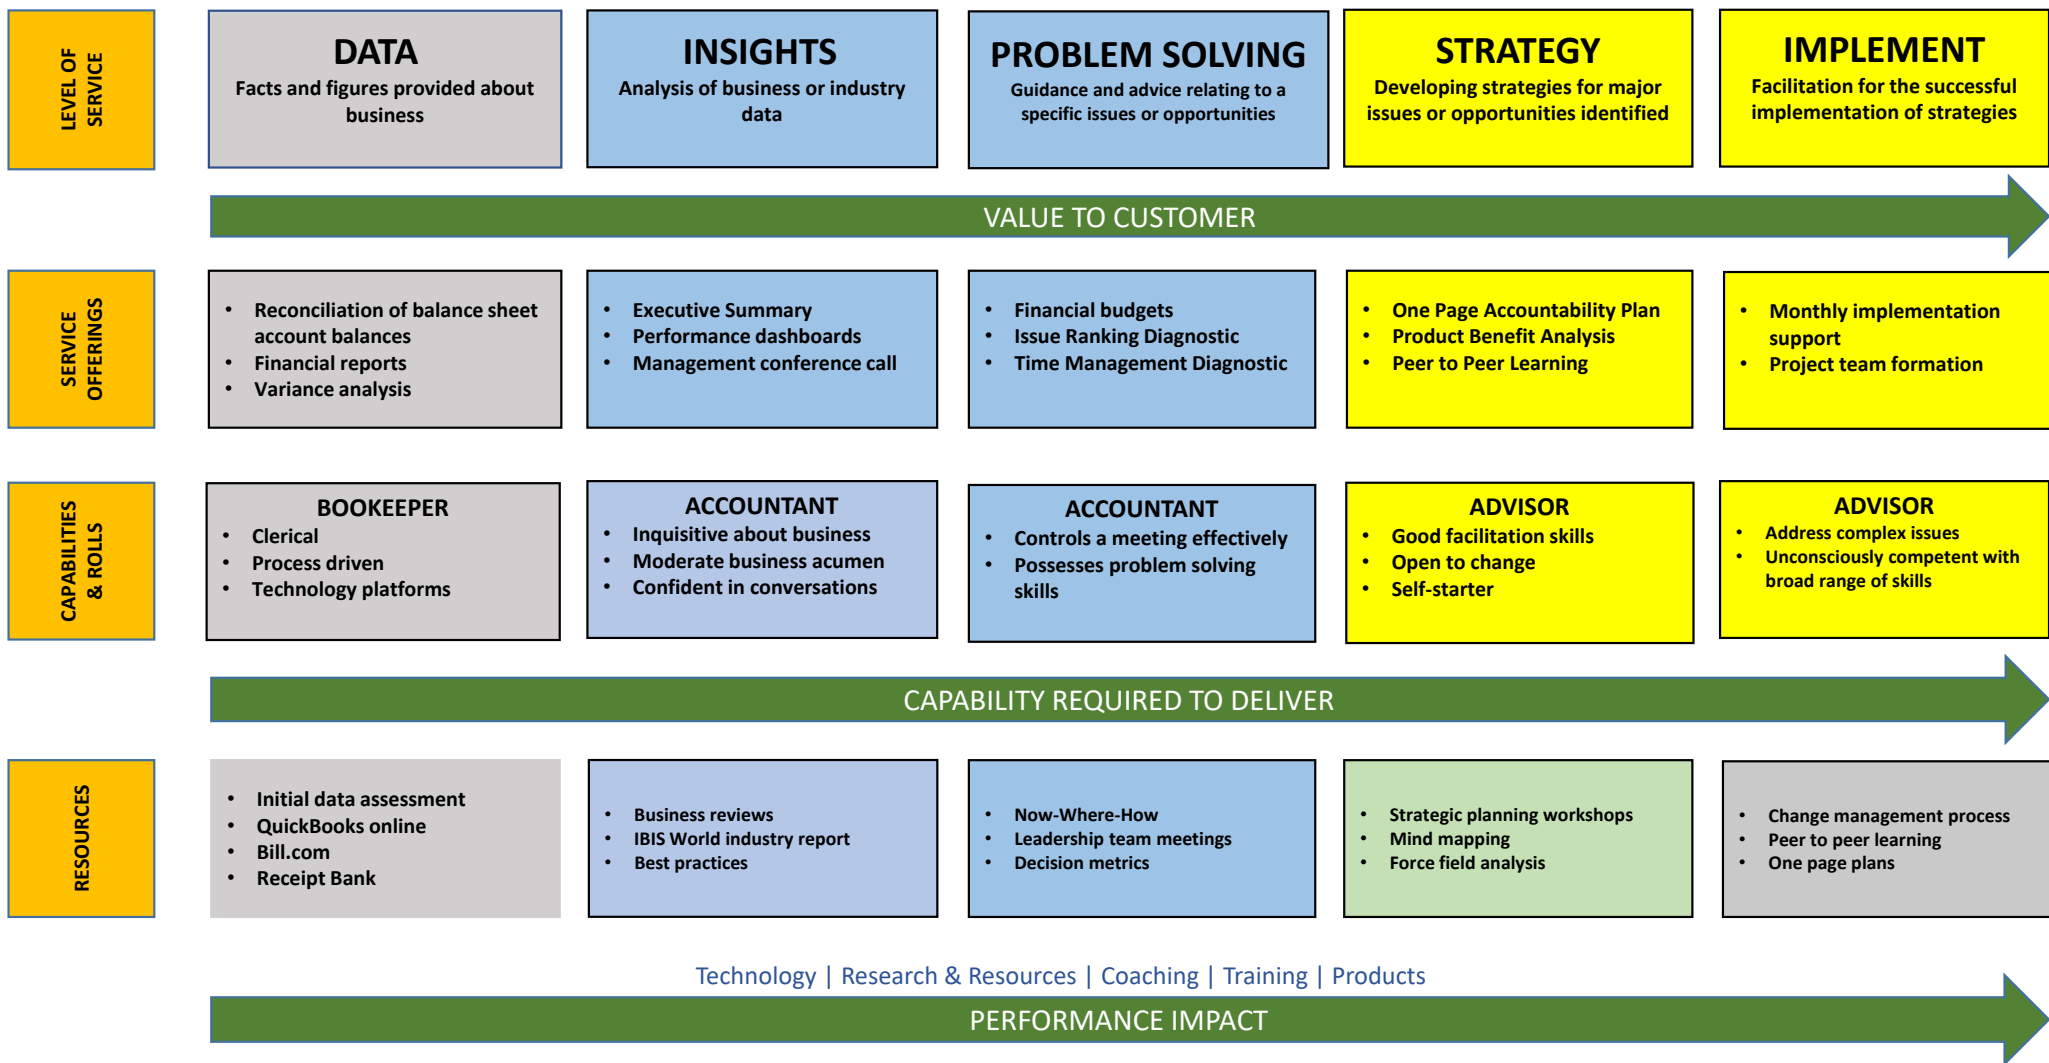 LEVEL OF
SERVICE
DATA
Facts and figures provided about
business
INSIGHTS
Analysis of business or industry
data
PROBLEM SOLVING
Guidance and advice relating to a
specific issues or opportunities
STRATEGY
Developing strategies for major
issues or opportunities identified
IMPLEMENT
Facilitation for the successful
implementation of strategies
VALUE TO CUSTOMER
SERVICE
OFFERINGS
• Reconciliation of balance sheet
account balances
• Financial reports
• Variance analysis
• Executive Summary
• Performance dashboards
• Management conference call
• Financial budgets
• Issue Ranking Diagnostic
• Time Management Diagnostic
• One Page Accountability Plan
• Product Benefit Analysis
• Peer to Peer Learning
• Monthly implementation
support
• Project team formation
CAPABILITIES
& ROLLS
BOOKEEPER
• Clerical
• Process driven
• Technology platforms
ACCOUNTANT
• Inquisitive about business
• Moderate business acumen
• Confident in conversations
ACCOUNTANT
• Controls a meeting effectively
• Possesses problem solving
skills
ADVISOR
• Good facilitation skills
• Open to change
• Self-starter
ADVISOR
• Address complex issues
• Unconsciously competent with
broad range of skills
CAPABILITY REQUIRED TO DELIVER
RESOURCES
• Initial data assessment
• QuickBooks online
• Bill.com
• Receipt Bank
• Business reviews
• IBIS World industry report
• Best practices
• Now-Where-How
• Leadership team meetings
• Decision metrics
• Strategic planning workshops
• Mind mapping
• Force field analysis
• Change management process
• Peer to peer learning
• One page plans
Technology | Research & Resources | Coaching | Training | Products
PERFORMANCE IMPACT